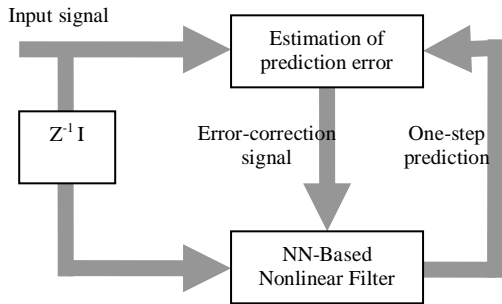 Input signal
Estimation of
prediction error
Z⁻¹ I
Error-correction
signal
One-step
prediction
NN-Based
Nonlinear Filter